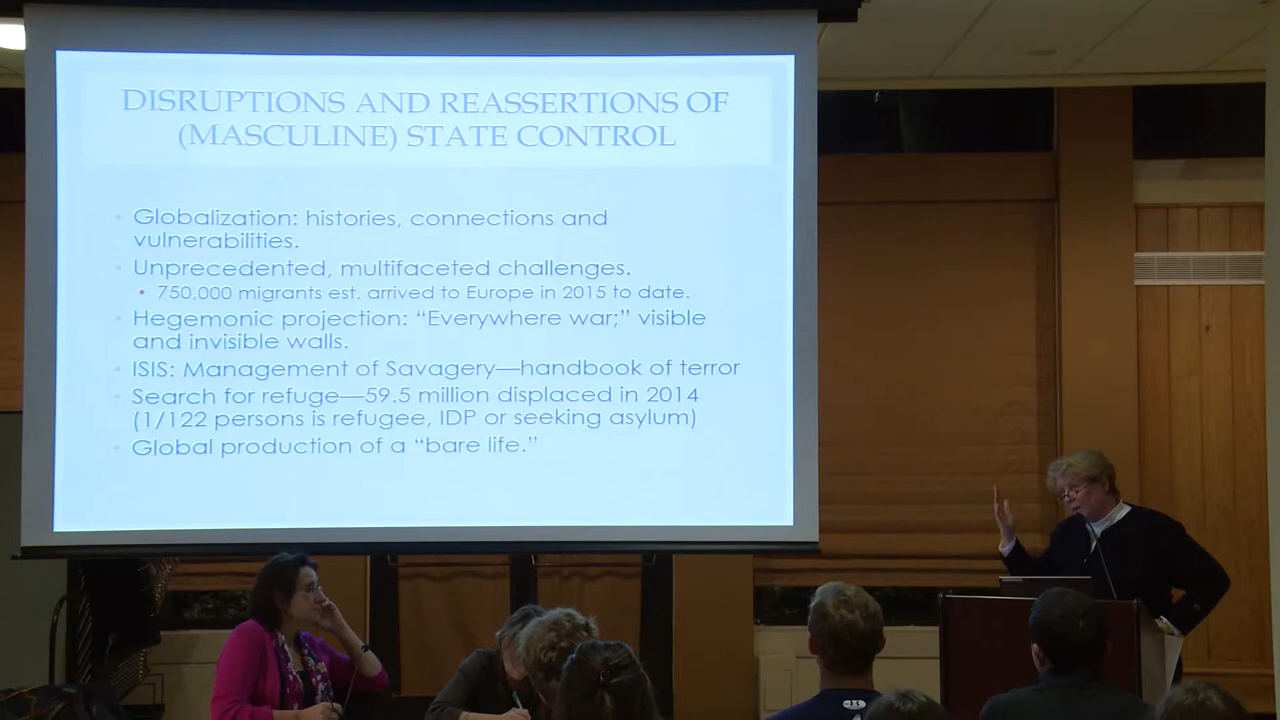 DISRUPTIONS AND REASSERTIONS OF
(MASCULINE) STATE CONTROL
• Globalization: histories, connections and
vulnerabilities.
• Unprecedented, multifaceted challenges.
• 750,000 migrants est. arrived to Europe in 2015 to date.
• Hegemonic projection: “Everywhere war;” visible
and invisible walls.
• ISIS: Management of Savagery—handbook of terror
• Search for refuge—59.5 million displaced in 2014
(1/122 persons is refugee, IDP or seeking asylum)
• Global production of a “bare life.”